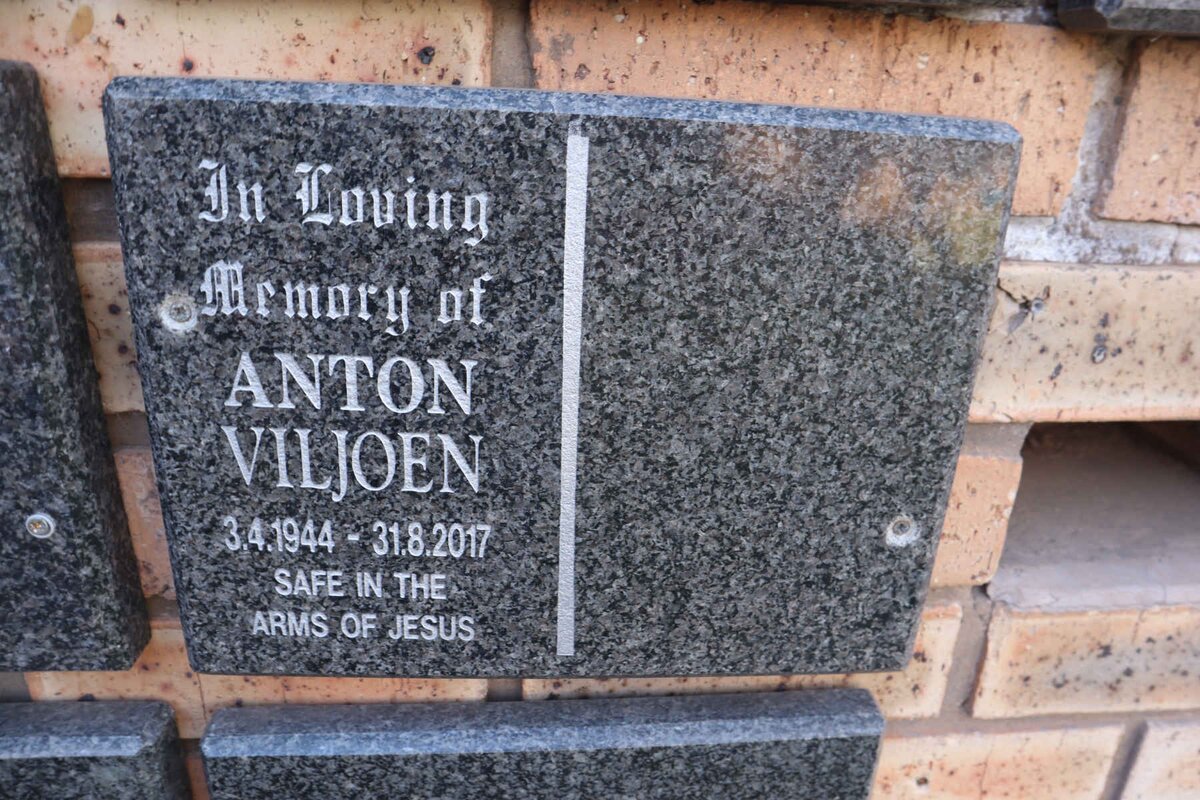 In Loving
Memory of
ANTON
VILJOEN
3.4.1944 - 31.8.2017
SAFE IN THE
ARMS OF JESUS